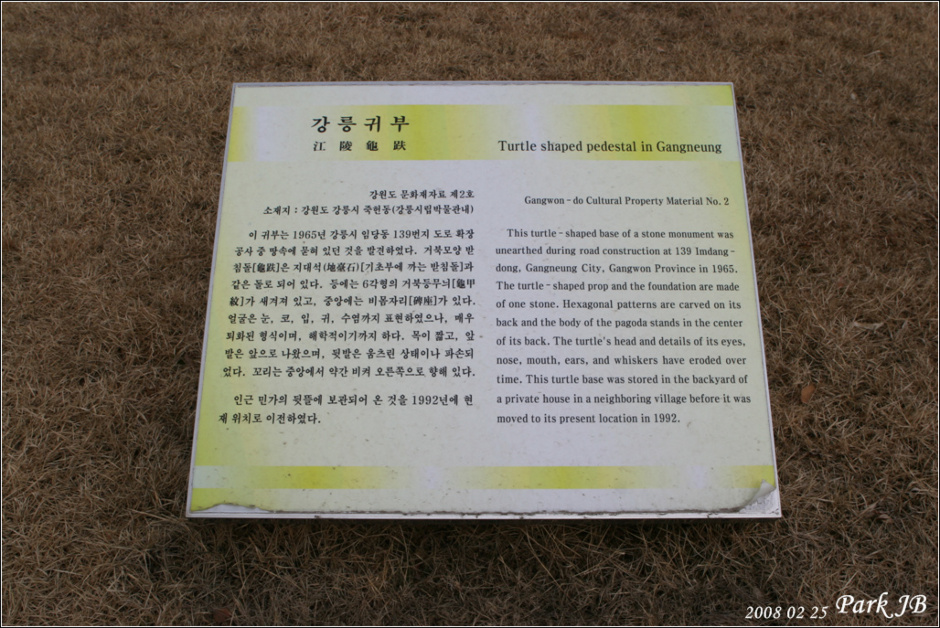 강릉귀부
江陵龜趺
강원도 문화재자료 제2호
소재지 : 강원도 강릉시 죽헌동(강릉시립박물관내)
이 귀부는 1965년 강릉시 임당동 139번지 도로 확장
공사 중 땅속에 묻혀 있던 것을 발견하였다. 거북모양 받
침돌[龜趺]은 지대석(地臺石)[기초부에 까는 받침돌]과
같은 돌로 되어 있다. 등에는 6각형의 거북등무늬[龜甲
紋]가 새겨져 있고, 중앙에는 비몸자리[碑座]가 있다.
얼굴은 눈, 코, 입, 귀, 수염까지 표현하였으나, 매우
퇴화된 형식이며, 해학적이기까지 하다. 목이 짧고, 앞
발은 앞으로 나왔으며, 뒷발은 움츠린 상태이나 파손되
었다. 꼬리는 중앙에서 약간 비켜 오른쪽으로 향해 있다.
인근 민가의 뒷뜰에 보관되어 온 것을 1992년에 현
재 위치로 이전하였다.
Turtle shaped pedestal in Gangneung
Gangwon-do Cultural Property Material No. 2
This turtle-shaped base of a stone monument was
unearthed during road construction at 139 Imdang-
dong, Gangneung City, Gangwon Province in 1965.
The turtle-shaped prop and the foundation are made
of one stone. Hexagonal patterns are carved on its
back and the body of the pagoda stands in the center
of its back. The turtle's head and details of its eyes,
nose, mouth, ears, and whiskers have eroded over
time. This turtle base was stored in the backyard of
a private house in a neighboring village before it was
moved to its present location in 1992.
2008 02 25 Park JB